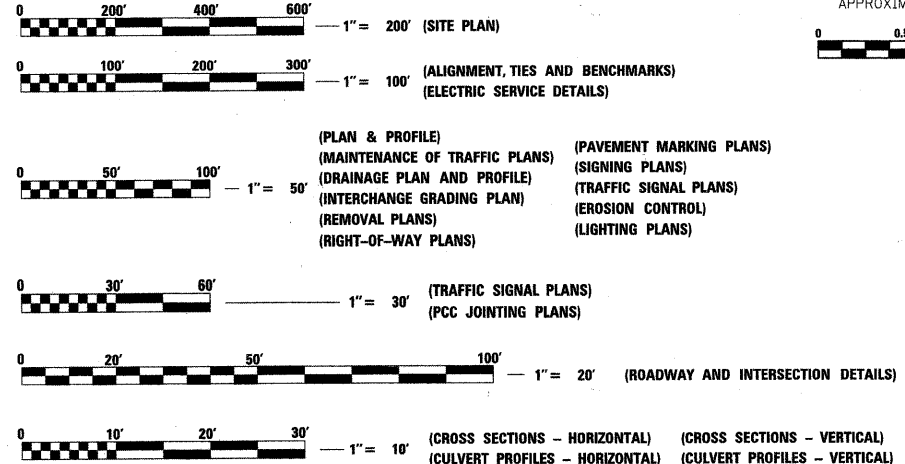 0 200' 400' 600'
1"= 200' (SITE PLAN)
APPROXIM
0 0.5
0 100' 200' 300'
1"= 100' (ALIGNMENT, TIES AND BENCHMARKS)
(ELECTRIC SERVICE DETAILS)
0 50' 100'
1"= 50'
(PLAN & PROFILE)
(MAINTENANCE OF TRAFFIC PLANS)
(DRAINAGE PLAN AND PROFILE)
(INTERCHANGE GRADING PLAN)
(REMOVAL PLANS)
(RIGHT-OF-WAY PLANS)
(PAVEMENT MARKING PLANS)
(SIGNING PLANS)
(TRAFFIC SIGNAL PLANS)
(EROSION CONTROL)
(LIGHTING PLANS)
0 30' 60'
1"= 30' (TRAFFIC SIGNAL PLANS)
(PCC JOINTING PLANS)
0 20' 50' 100'
1"= 20' (ROADWAY AND INTERSECTION DETAILS)
0 10' 20' 30'
1"= 10' (CROSS SECTIONS - HORIZONTAL) (CROSS SECTIONS - VERTICAL)
(CULVERT PROFILES - HORIZONTAL) (CULVERT PROFILES - VERTICAL)